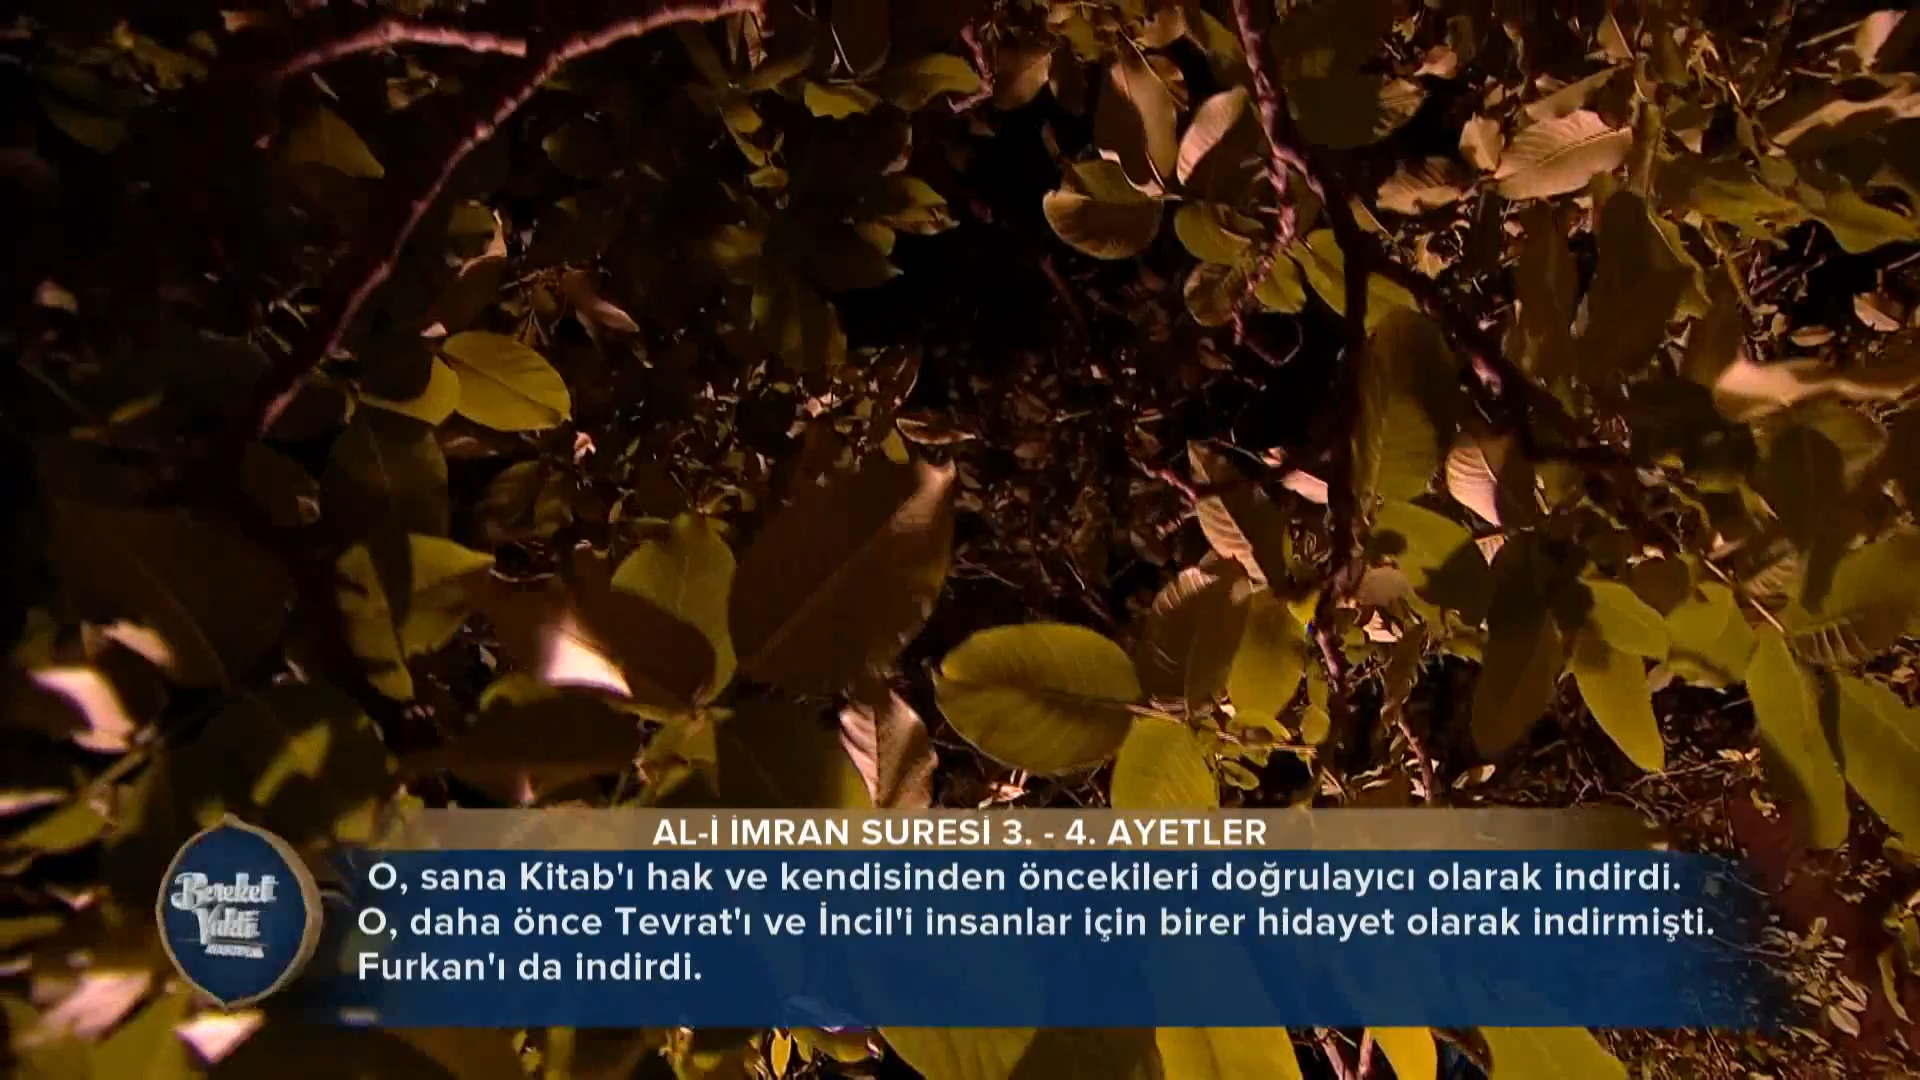 AL-İ İMRAN SURESİ 3. - 4. AYETLER
O, sana Kitab'ı hak ve kendisinden öncekileri doğrulayıcı olarak indirdi.
O, daha önce Tevrat'ı ve İncil'i insanlar için birer hidayet olarak indirmişti.
Furkan'ı da indirdi.
Bereket
Vakti